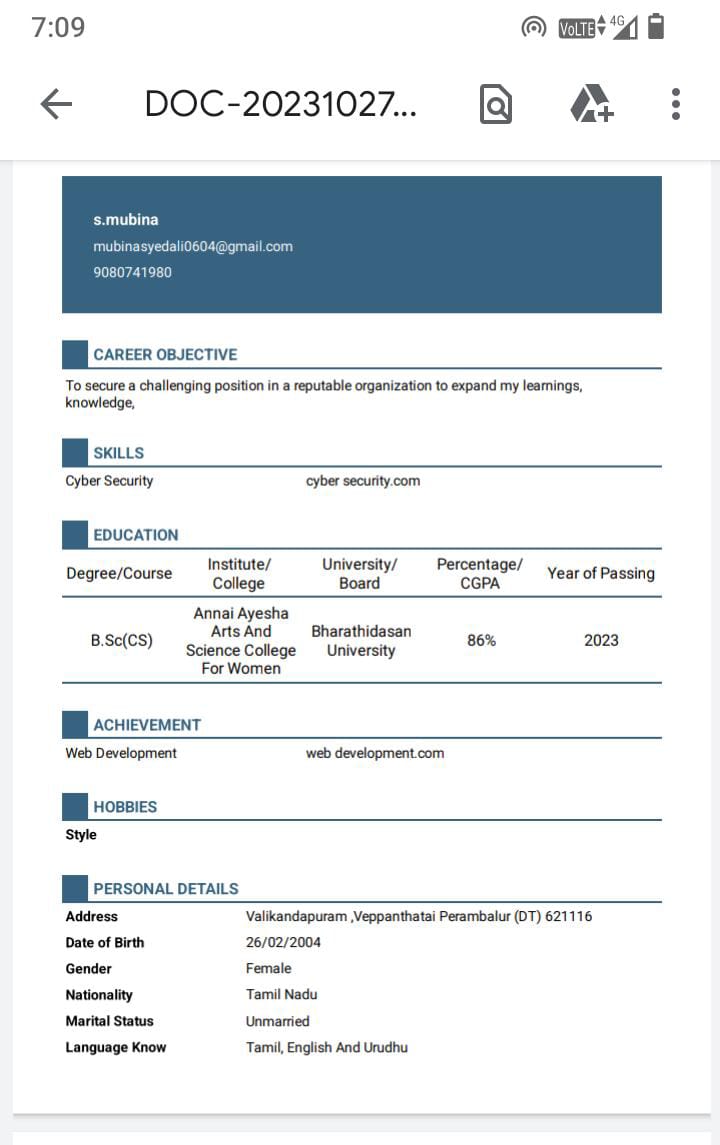 7:09
VoLTE 4G
DOC-20231027...
s.mubina
mubinasyedali0604@gmail.com
9080741980
CAREER OBJECTIVE
To secure a challenging position in a reputable organization to expand my learnings,
knowledge,
SKILLS
Cyber Security cyber security.com
EDUCATION
Degree/Course Institute/ College University/ Board Percentage/ CGPA Year of Passing
B.Sc(CS) Annai Ayesha Arts And Science College For Women Bharathidasan University 86% 2023
ACHIEVEMENT
Web Development web development.com
HOBBIES
Style
PERSONAL DETAILS
Address Valikandapuram ,Veppanthatai Perambalur (DT) 621116
Date of Birth 26/02/2004
Gender Female
Nationality Tamil Nadu
Marital Status Unmarried
Language Know Tamil, English And Urudhu